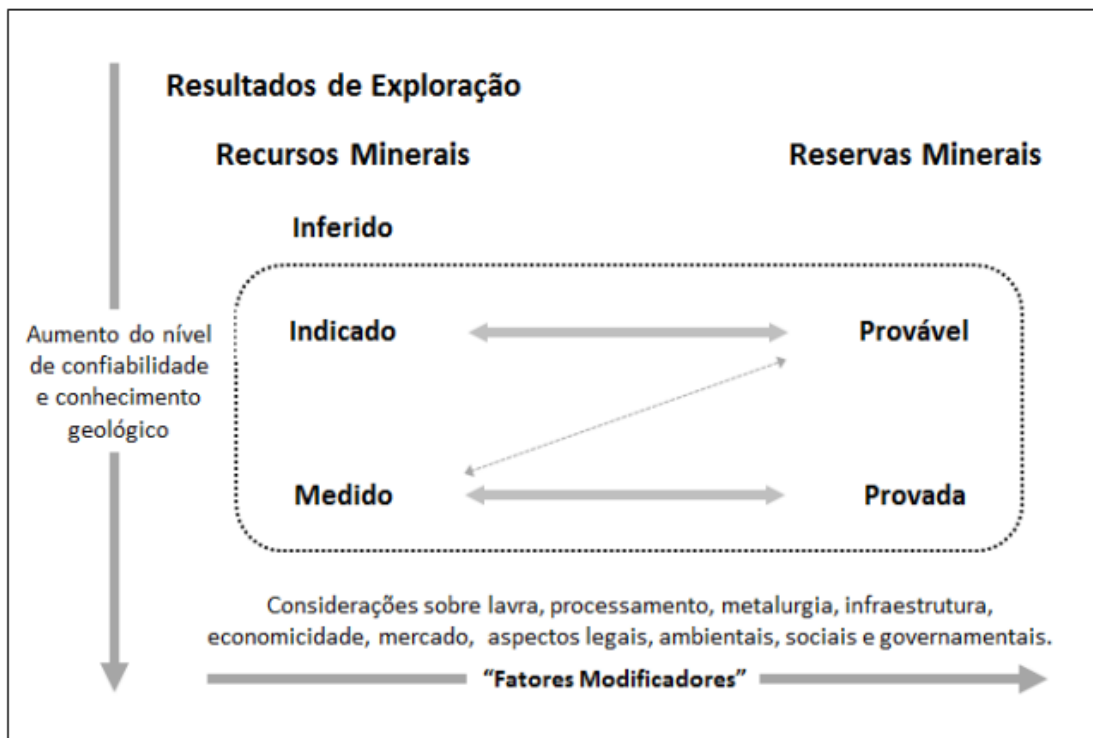 Resultados de Exploração
Recursos Minerais
Reservas Minerais
Inferido
Indicado
Provável
Aumento do nível
de confiabilidade
e conhecimento
geológico
Medido
Provada
Considerações sobre lavra, processamento, metalurgia, infraestrutura,
economicidade, mercado, aspectos legais, ambientais, sociais e governamentais.
“Fatores Modificadores”